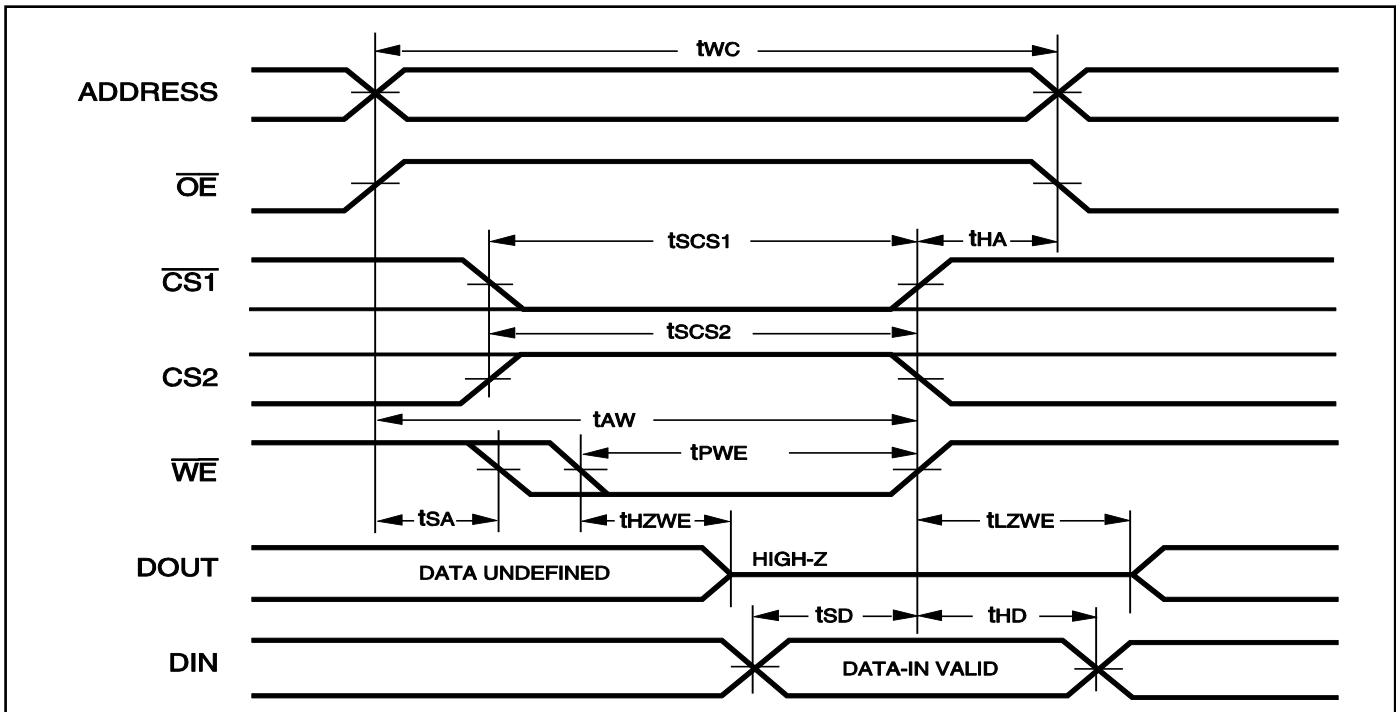 tWC
ADDRESS
OE
tSCS1
tHA
CS1
tSCS2
CS2
tAW
WE
tPWE
tSA
tHZWE
tLZWE
DOUT
DATA UNDEFINED
HIGH-Z
tSD
tHD
DIN
DATA-IN VALID